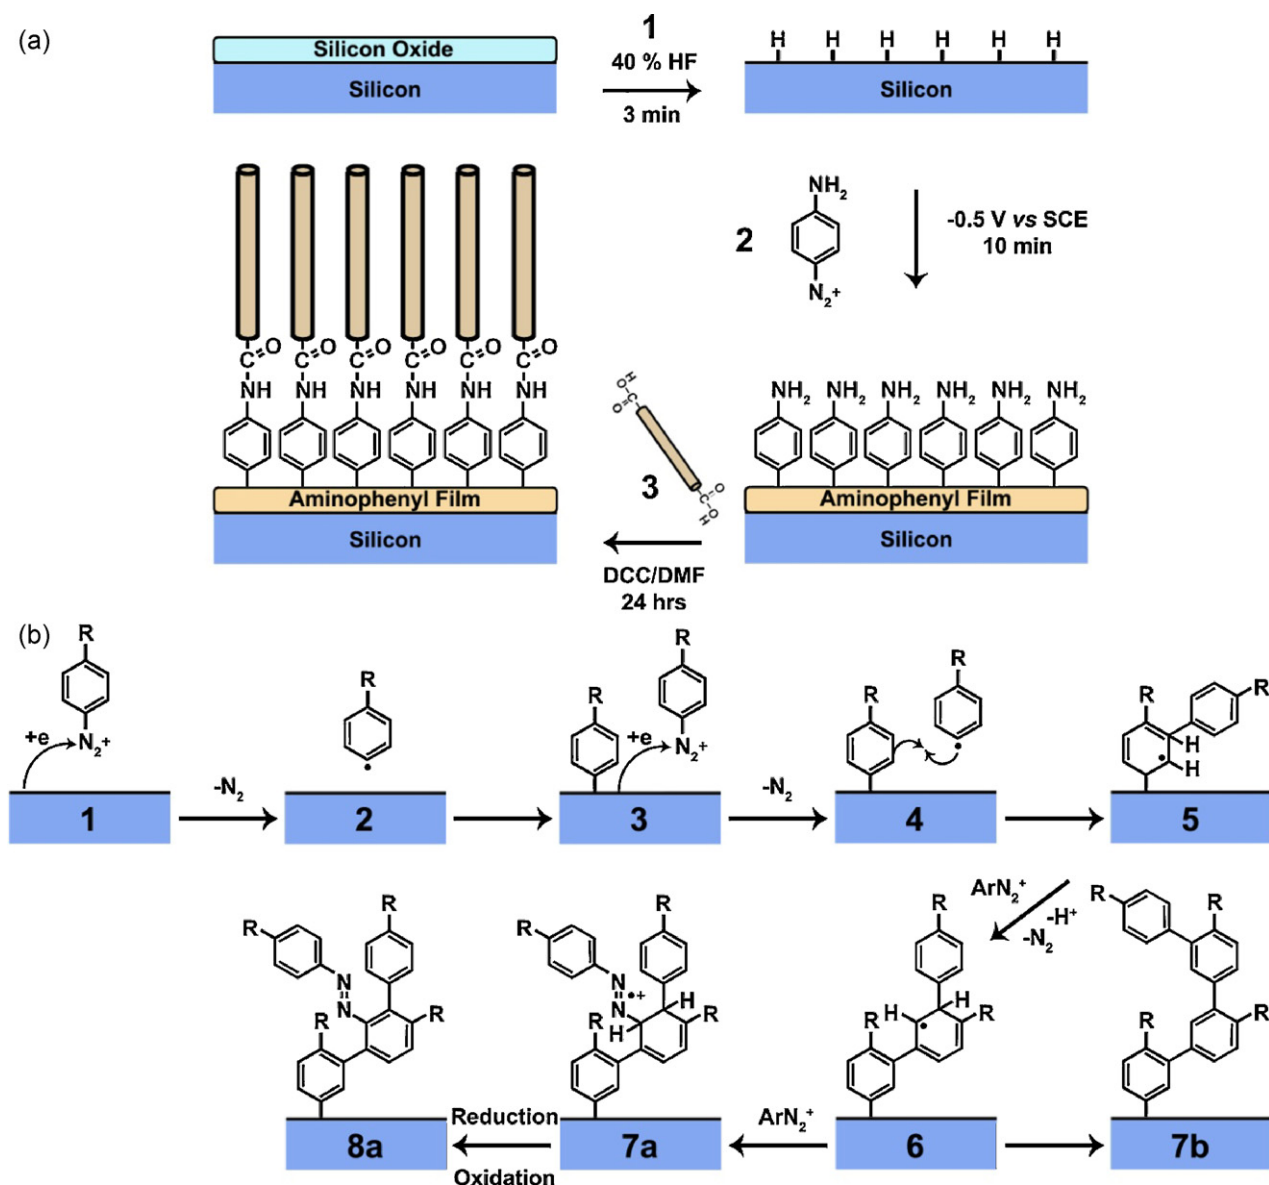 (a)
Silicon Oxide
Silicon
1
40 % HF
3 min
H H H H H H
Silicon
NH2
2
N2+
-0.5 V vs SCE
10 min
C O C O C O C O C O C O
NH NH NH NH NH NH
Aminophenyl Film
Silicon
HO C O
3
C O OH
DCC/DMF
24 hrs
NH2 NH2 NH2 NH2 NH2 NH2
Aminophenyl Film
Silicon
(b)
R
+e N2+
1
-N2
R
2
R R
+e N2+
3
-N2
R R
4
R R
H
H
5
ArN2+
-H+
-N2
R R
N
N
R R
8a
Reduction
Oxidation
R R
N •+
N H
R H R
7a
ArN2+
R
H H
R R
6
R R
R R
7b